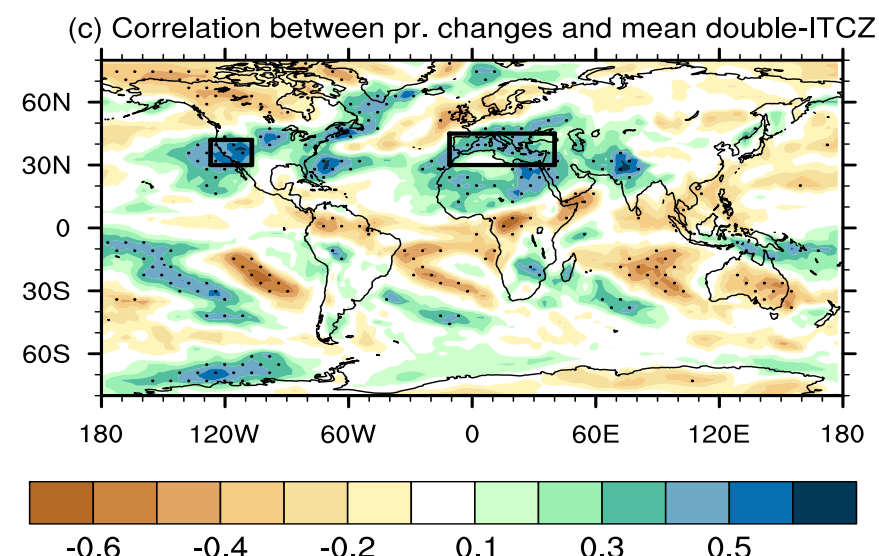 (c) Correlation between pr. changes and mean double-ITCZ
60N
30N
0
30S
60S
180 120W 60W 0 60E 120E 180
-0.6 -0.4 -0.2 0.1 0.3 0.5